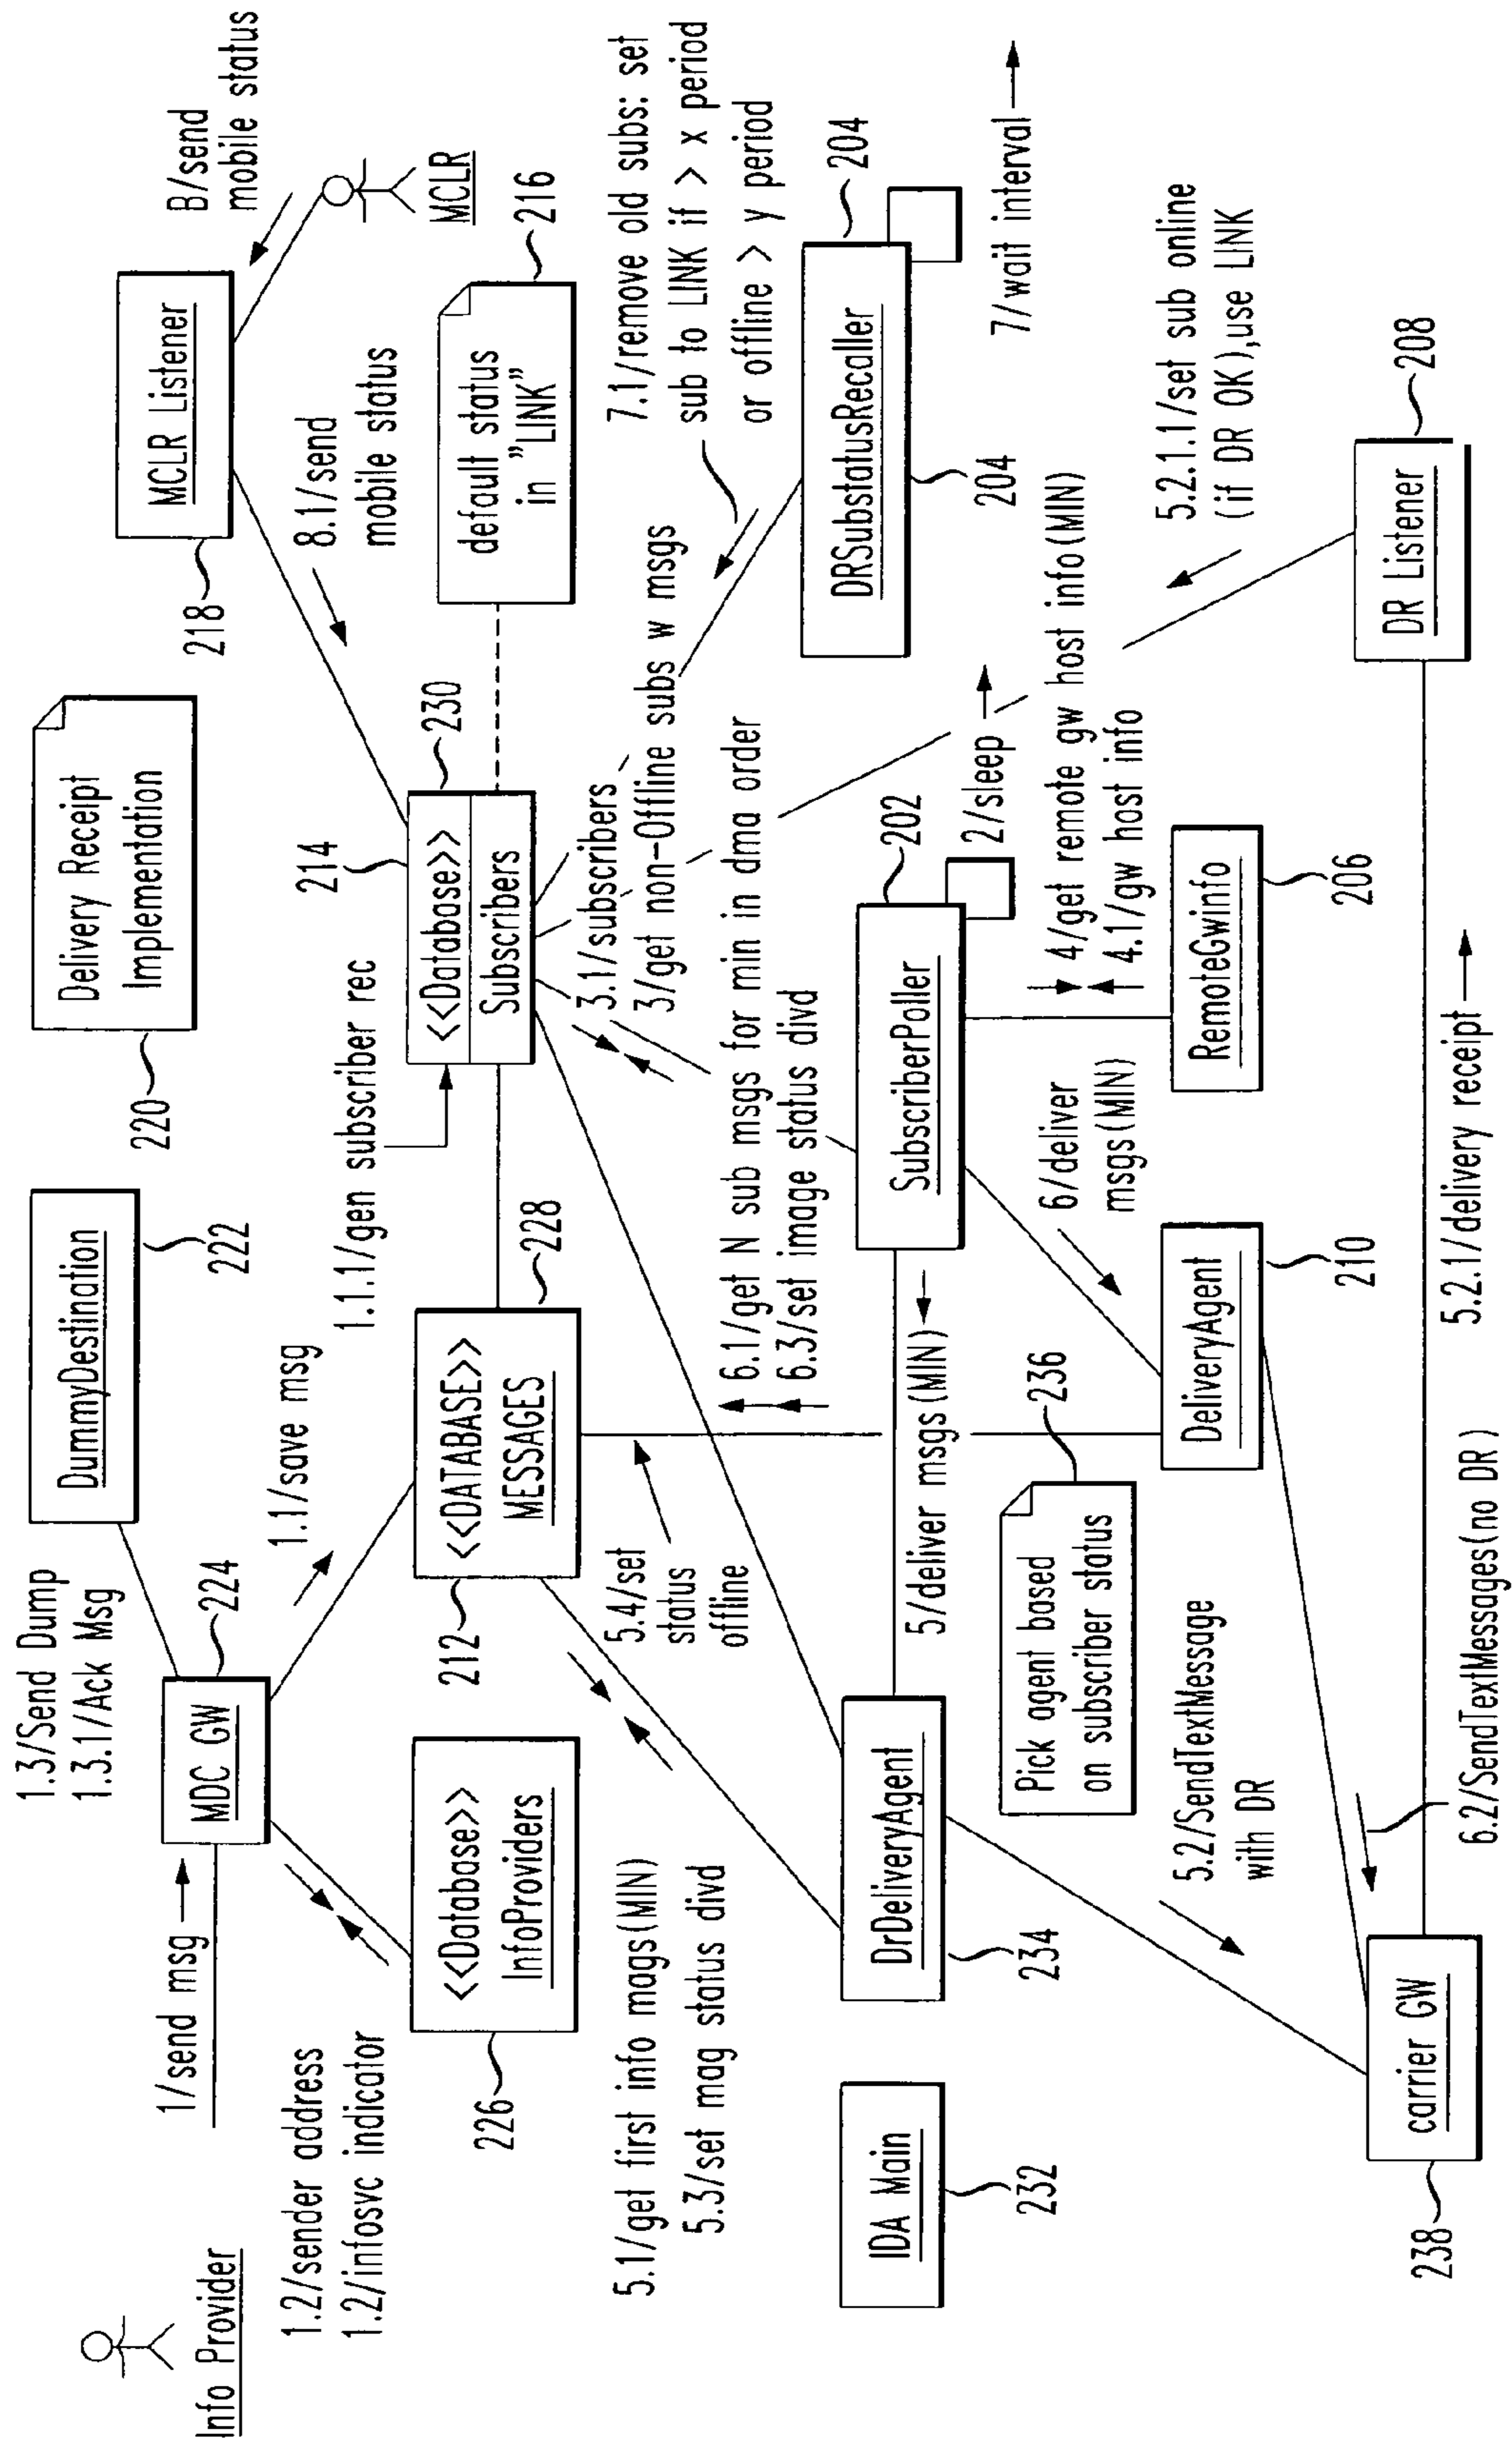 Info Provider
1/send msg
1.2/sender address
1.2/infosvc indicator
MDC GW
224
1.3/Send Dump
1.3.1/Ack Msg
DummyDestination
222
Delivery Receipt
Implementation
220
MCLR Listener
218
B/send
mobile status
MCLR
8.1/send
mobile status
<<Database>>
InfoProviders
226
1.1/save msg
<<DATABASE>>
MESSAGES
212
228
1.1.1/gen subscriber rec
<<Database>>
Subscribers
214
230
default status
in "LINK"
216
5.1/get first info mags(MIN)
5.3/set mag status divd
5.4/set
status
offline
6.1/get N sub msgs for min in dma order
6.3/set image status divd
3.1/subscribers
3/get non-Offline subs w msgs
7.1/remove old subs: set
sub to LINK if > x period
or offline > y period
IDA Main
232
DrDeliveryAgent
234
5/deliver msgs(MIN)
SubscriberPoller
202
2/sleep
DRSubstatusRecaller
204
204
7/wait interval
Pick agent based
on subscriber status
236
4/get remote gw host info(MIN)
4.1/gw host info
6/deliver
msgs(MIN)
DeliveryAgent
210
RemoteGwinfo
206
5.2/SendTextMessage
with DR
5.2.1.1/set sub online
(if DR OK),use LINK
carrier GW
238
DR Listener
208
5.2.1/delivery receipt
6.2/SendTextMessages(no DR)